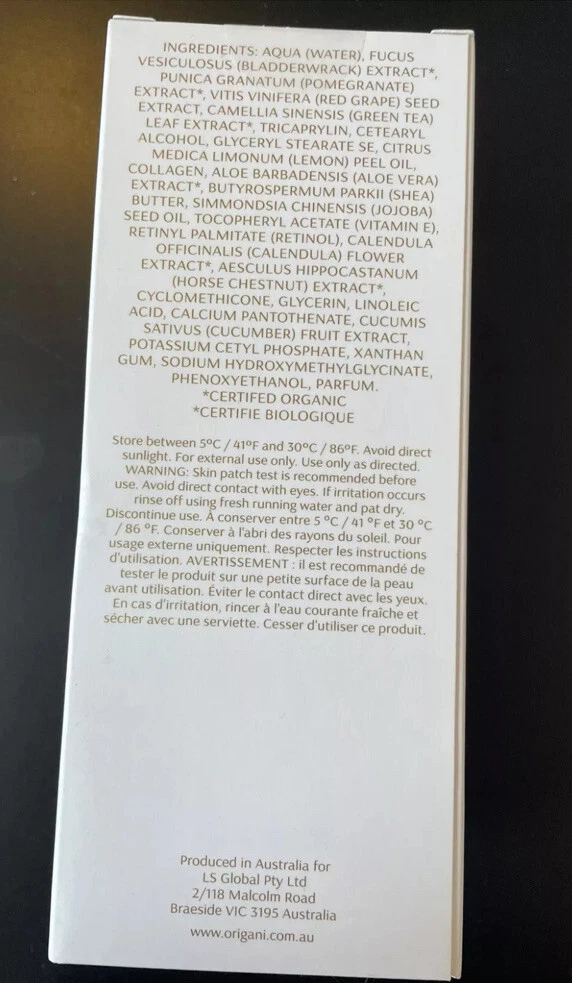 INGREDIENTS: AQUA (WATER), FUCUS
VESICULOSUS (BLADDERWRACK) EXTRACT*,
PUNICA GRANATUM (POMEGRANATE)
EXTRACT*, VITIS VINIFERA (RED GRAPE) SEED
EXTRACT, CAMELLIA SINENSIS (GREEN TEA)
LEAF EXTRACT*, TRICAPRYLIN, CETEARYL
ALCOHOL, GLYCERYL STEARATE SE, CITRUS
MEDICA LIMONUM (LEMON) PEEL OIL,
COLLAGEN, ALOE BARBADENSIS (ALOE VERA)
EXTRACT*, BUTYROSPERMUM PARKII (SHEA)
BUTTER, SIMMONDSIA CHINENSIS (JOJOBA)
SEED OIL, TOCOPHERYL ACETATE (VITAMIN E),
RETINYL PALMITATE (RETINOL), CALENDULA
OFFICINALIS (CALENDULA) FLOWER
EXTRACT*, AESCULUS HIPPOCASTANUM
(HORSE CHESTNUT) EXTRACT*,
CYCLOMETHICONE, GLYCERIN, LINOLEIC
ACID, CALCIUM PANTOTHENATE, CUCUMIS
SATIVUS (CUCUMBER) FRUIT EXTRACT,
POTASSIUM CETYL PHOSPHATE, XANTHAN
GUM, SODIUM HYDROXYMETHYLGLYCINATE,
PHENOXYETHANOL, PARFUM.
*CERTIFED ORGANIC
*CERTIFIE BIOLOGIQUE
Store between 5ºC / 41ºF and 30ºC / 86ºF. Avoid direct
sunlight. For external use only. Use only as directed.
WARNING: Skin patch test is recommended before
use. Avoid direct contact with eyes. If irritation occurs
rinse off using fresh running water and pat dry.
Discontinue use. À conserver entre 5 ºC / 41 ºF et 30 ºC
/ 86 ºF. Conserver à l'abri des rayons du soleil. Pour
usage externe uniquement. Respecter les instructions
d'utilisation. AVERTISSEMENT : il est recommandé de
tester le produit sur une petite surface de la peau
avant utilisation. Éviter le contact direct avec les yeux.
En cas d'irritation, rincer à l'eau courante fraîche et
sécher avec une serviette. Cesser d'utiliser ce produit.
Produced in Australia for
LS Global Pty Ltd
2/118 Malcolm Road
Braeside VIC 3195 Australia
www.origani.com.au